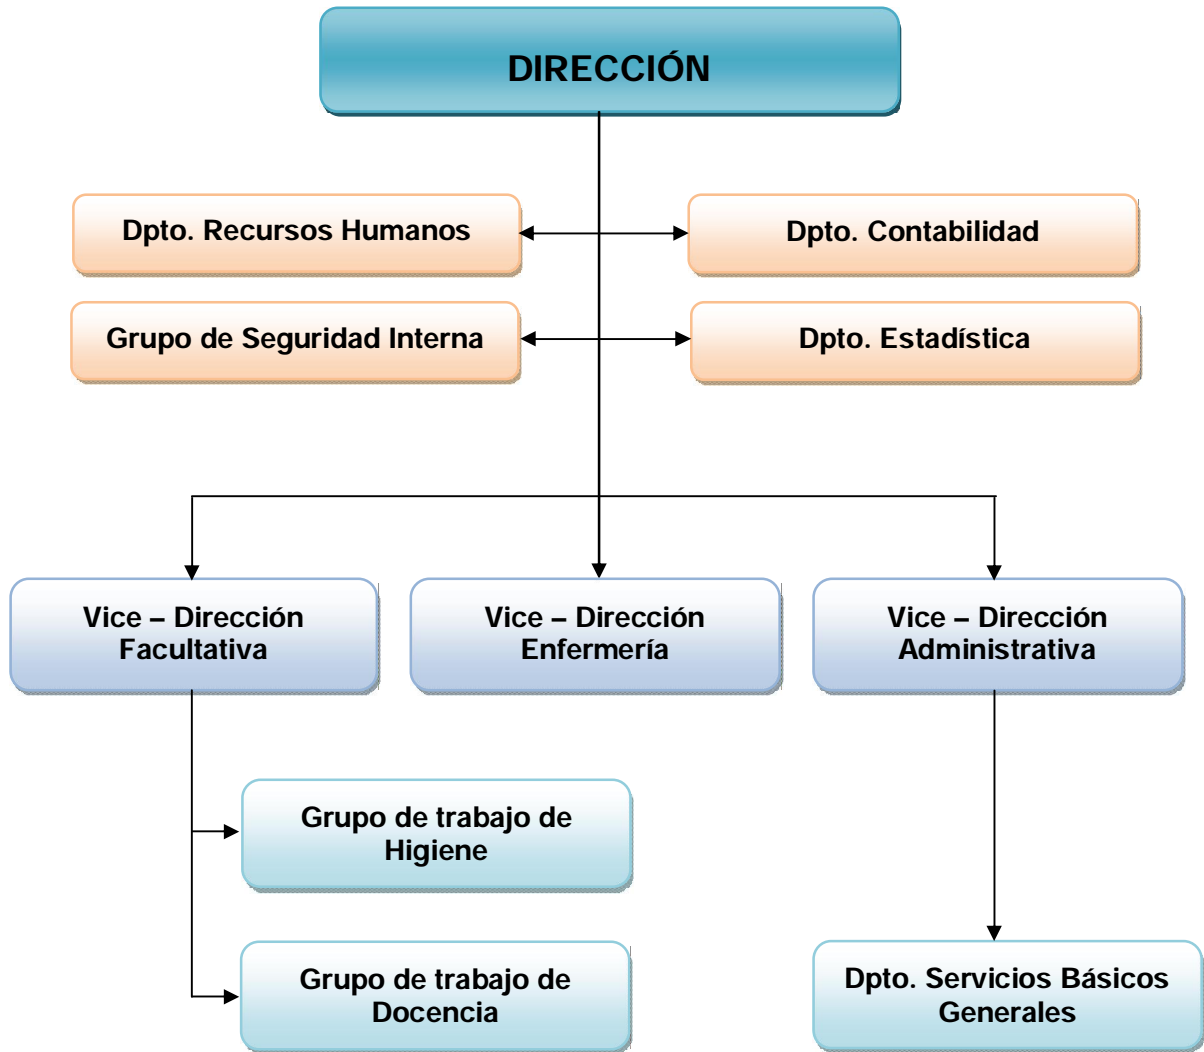 DIRECCIÓN
Dpto. Recursos Humanos
Dpto. Contabilidad
Grupo de Seguridad Interna
Dpto. Estadística
Vice – Dirección
Facultativa
Vice – Dirección
Enfermería
Vice – Dirección
Administrativa
Grupo de trabajo de
Higiene
Grupo de trabajo de
Docencia
Dpto. Servicios Básicos
Generales